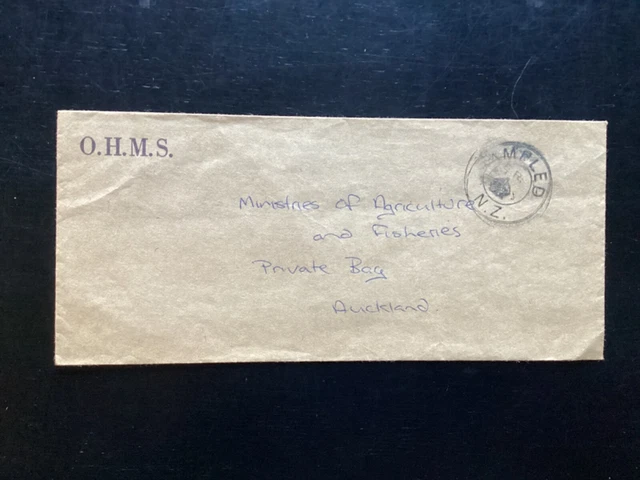 O.H.M.S.
N.Z.
Ministries of Agriculture
and Fisheries
Private Bag
Auckland.